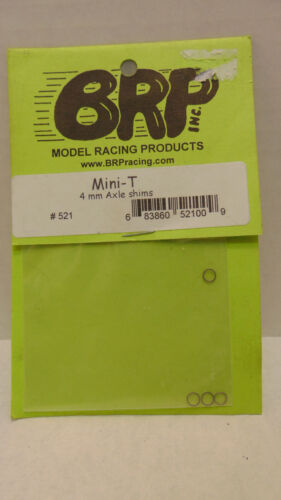 BRP INC.
MODEL RACING PRODUCTS
www.BRPracing.com
Mini-T
4 mm Axle shims
# 521
6 83860 52100 9